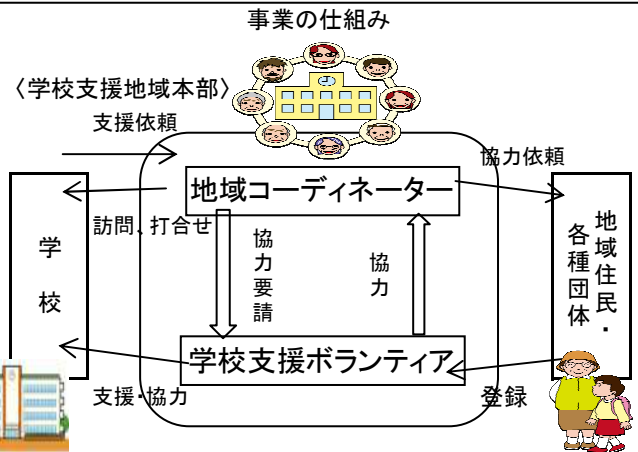 事業の仕組み
〈学校支援地域本部〉
支援依頼
協力依頼
地域コーディネーター
訪問、打合せ
学校
協力要請
協力
地域住民・
各種団体
学校支援ボランティア
支援・協力
登録